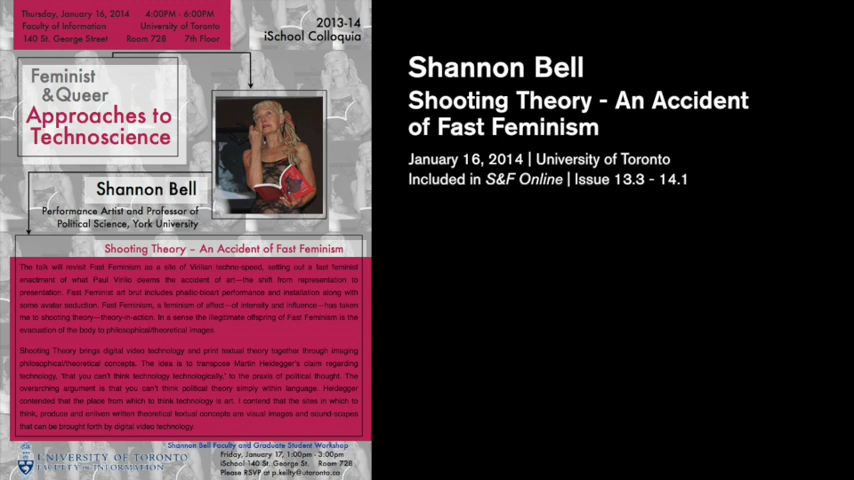 Thursday, January 16, 2014 4:00PM - 6:00PM
Faculty of Information University of Toronto
140 St. George Street Room 728 7th Floor
2013-14
iSchool Colloquia
Feminist
&Queer
Approaches to
Technoscience
Shannon Bell
Performance Artist and Professor of
Political Science, York University
Shooting Theory – An Accident of Fast Feminism
The talk will revisit Fast Feminism as a site of Virilian techno-speed, setting out a fast feminist
enactment of what Paul Virilio deems the accident of art—the shift from representation to
presentation. Fast Feminist art brut includes phallic-bioart performance and installation along with
some avatar seduction. Fast Feminism, a feminism of affect—of intensity and influence—has taken
me to shooting theory—theory-in-action. In a sense the illegitimate offspring of Fast Feminism is the
evacuation of the body to philosophical/theoretical images.
Shooting Theory brings digital video technology and print textual theory together through imaging
philosophical/theoretical concepts. The idea is to transpose Martin Heidegger's claim regarding
technology, 'that you can't think technology technologically,' to the praxis of political thought. The
overarching argument is that you can't think political theory simply within language. Heidegger
contended that the place from which to think technology is art. I contend that the sites in which to
think, produce and enliven written theoretical textual concepts are visual images and sound-scapes
that can be brought forth by digital video technology.
Shannon Bell Faculty and Graduate Student Workshop
Friday, January 17, 1:00pm - 3:00pm
iSchool 140 St. George St. Room 728
Please RSVP at p.keilty@utoronto.ca
UNIVERSITY OF TORONTO
FACULTY OF INFORMATION
Shannon Bell
Shooting Theory - An Accident
of Fast Feminism
January 16, 2014 | University of Toronto
Included in S&F Online | Issue 13.3 - 14.1